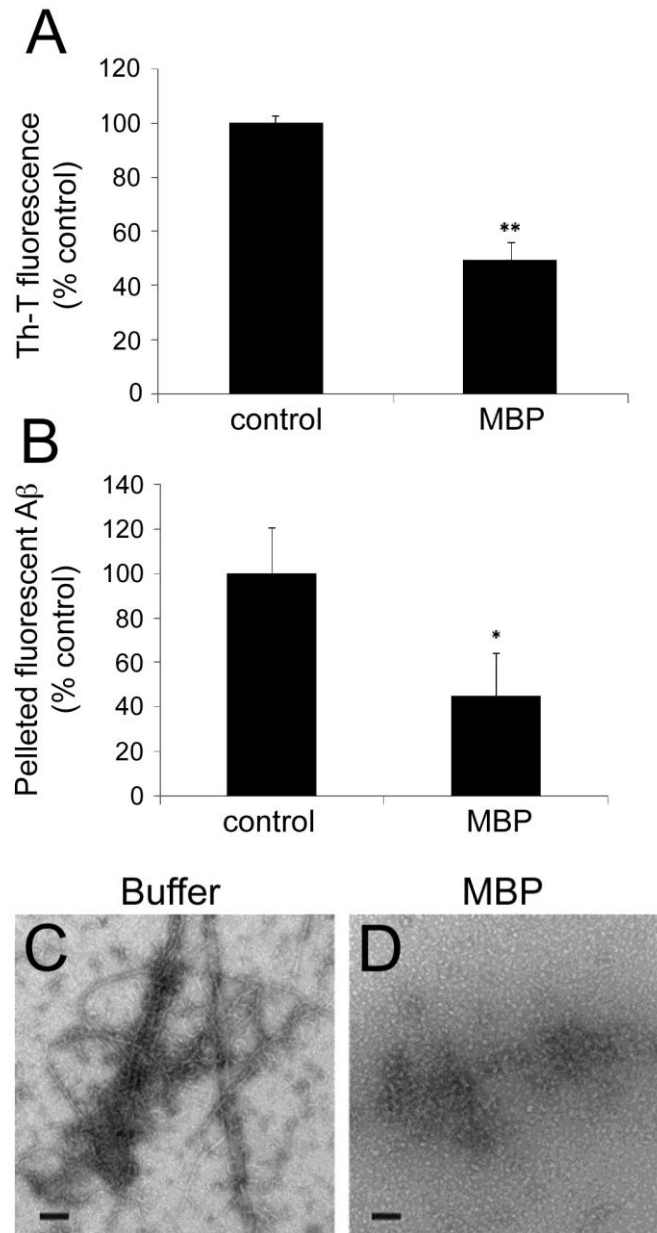 A
Th-T fluorescence
(% control)
120
100
80
60
40
20
0
**
control MBP
B
Pelleted fluorescent Aβ
(% control)
140
120
100
80
60
40
20
0
*
control MBP
Buffer MBP
C D